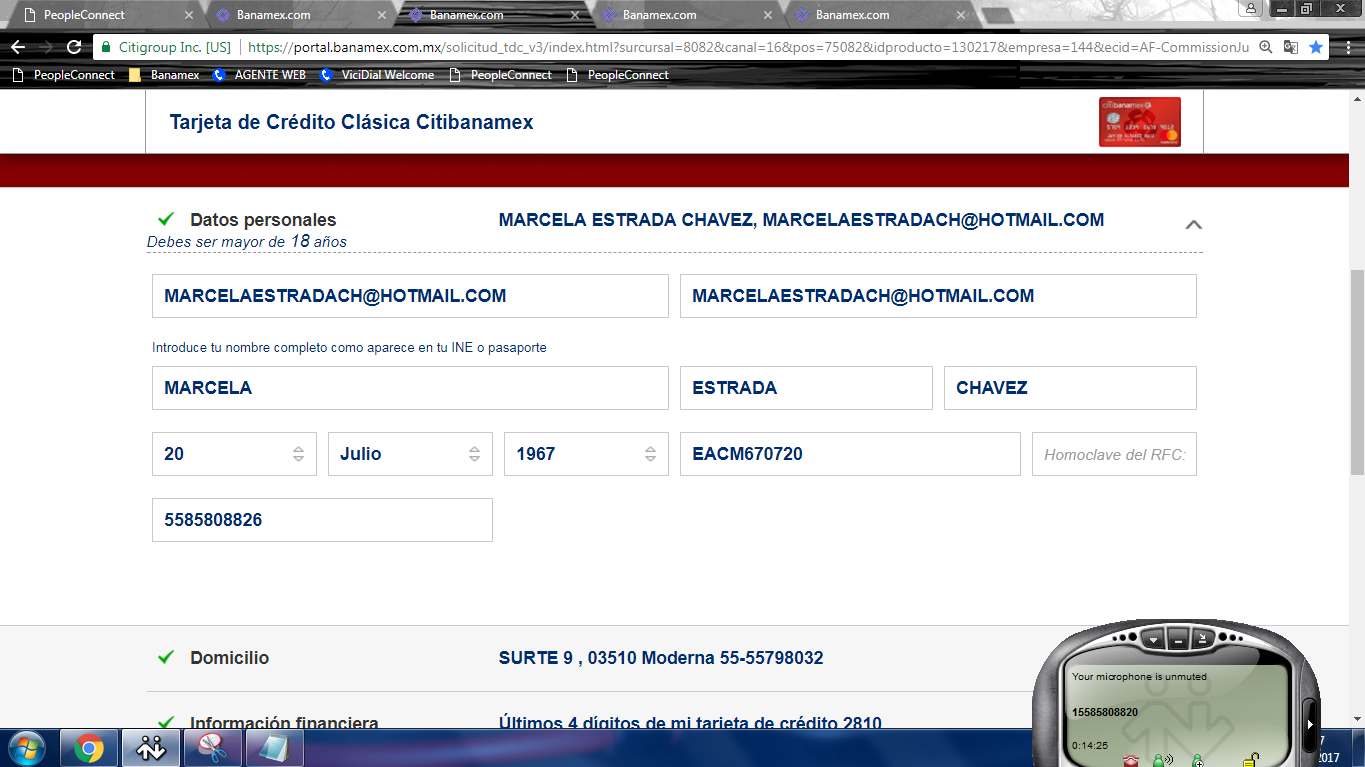 PeopleConnect
Banamex.com
Banamex.com
Banamex.com
Banamex.com
Citigroup Inc. [US] https://portal.banamex.com.mx/solicitud_tdc_v3/index.html?surcursal=8082&canal=16&pos=75082&idproducto=130217&empresa=144&ecid=AF-CommissionJu
PeopleConnect Banamex AGENTE WEB ViciDial Welcome PeopleConnect PeopleConnect
Tarjeta de Crédito Clásica Citibanamex
citibanamex
Datos personales MARCELA ESTRADA CHAVEZ, MARCELAESTRADACH@HOTMAIL.COM
Debes ser mayor de 18 años
MARCELAESTRADACH@HOTMAIL.COM MARCELAESTRADACH@HOTMAIL.COM
Introduce tu nombre completo como aparece en tu INE o pasaporte
MARCELA ESTRADA CHAVEZ
20 Julio 1967 EACM670720 Homoclave del RFC:
5585808826
Domicilio SURTE 9 , 03510 Moderna 55-55798032
Información financiera Últimos 4 dígitos de mi tarjeta de crédito 2810
Your microphone is unmuted
15585808820
0:14:25
7
2017